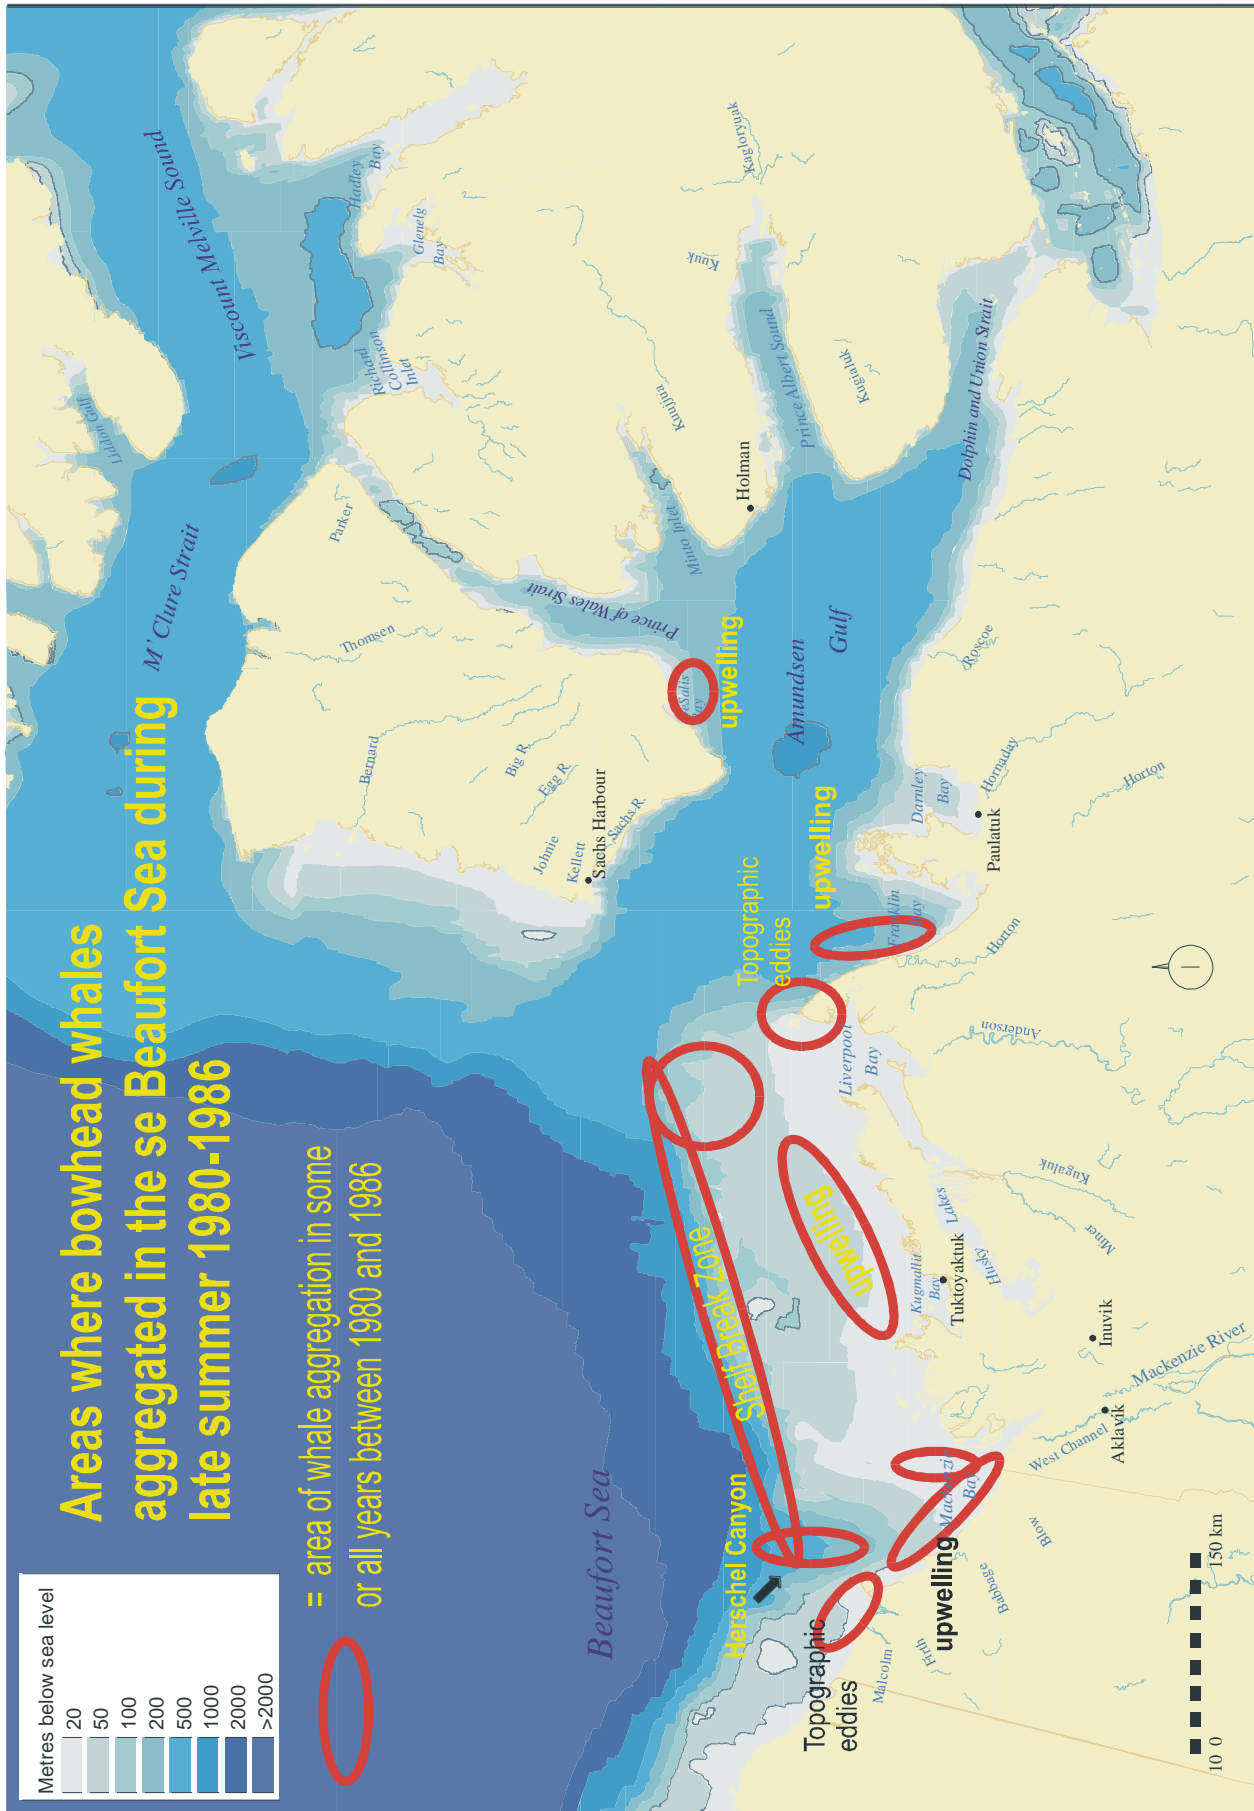 Areas where bowhead whales
aggregated in the se Beaufort Sea during
late summer 1980-1986
= area of whale aggregation in some
or all years between 1980 and 1986
Metres below sea level
20
50
100
200
500
1000
2000
>2000
Beaufort Sea
M'Clure Strait
Viscount Melville Sound
Liddon Gulf
Hadley
Bay
Glenelg
Bay
Richard
Collinson
Inlet
Parker
Thomsen
Bernard
Big R.
Egg R.
Sachs Harbour
Sachs R.
Johnie
Kellett
Prince of Wales Strait
Minto Inlet
Kuujjua
Holman
Kuuk
Kagloryuak
Prince Albert Sound
Kugialuk
Dolphin and Union Strait
Amundsen
Gulf
upwelling
upwelling
Topographic
eddies
Franklin
Bay
Darnley
Bay
Paulatuk
Hornaday
Horton
Roscoe
Horton
Anderson
Liverpool
Bay
Shelf Break Zone
upwelling
Kugmallit
Bay
Tuktoyaktuk
Husky Lakes
Kugaluk
Miner
Inuvik
Mackenzie River
Aklavik
West Channel
Mackenzie
Bay
Herschel Canyon
upwelling
Topographic
eddies
Malcolm
Firth
Babbage
Blow
10 0
150 km